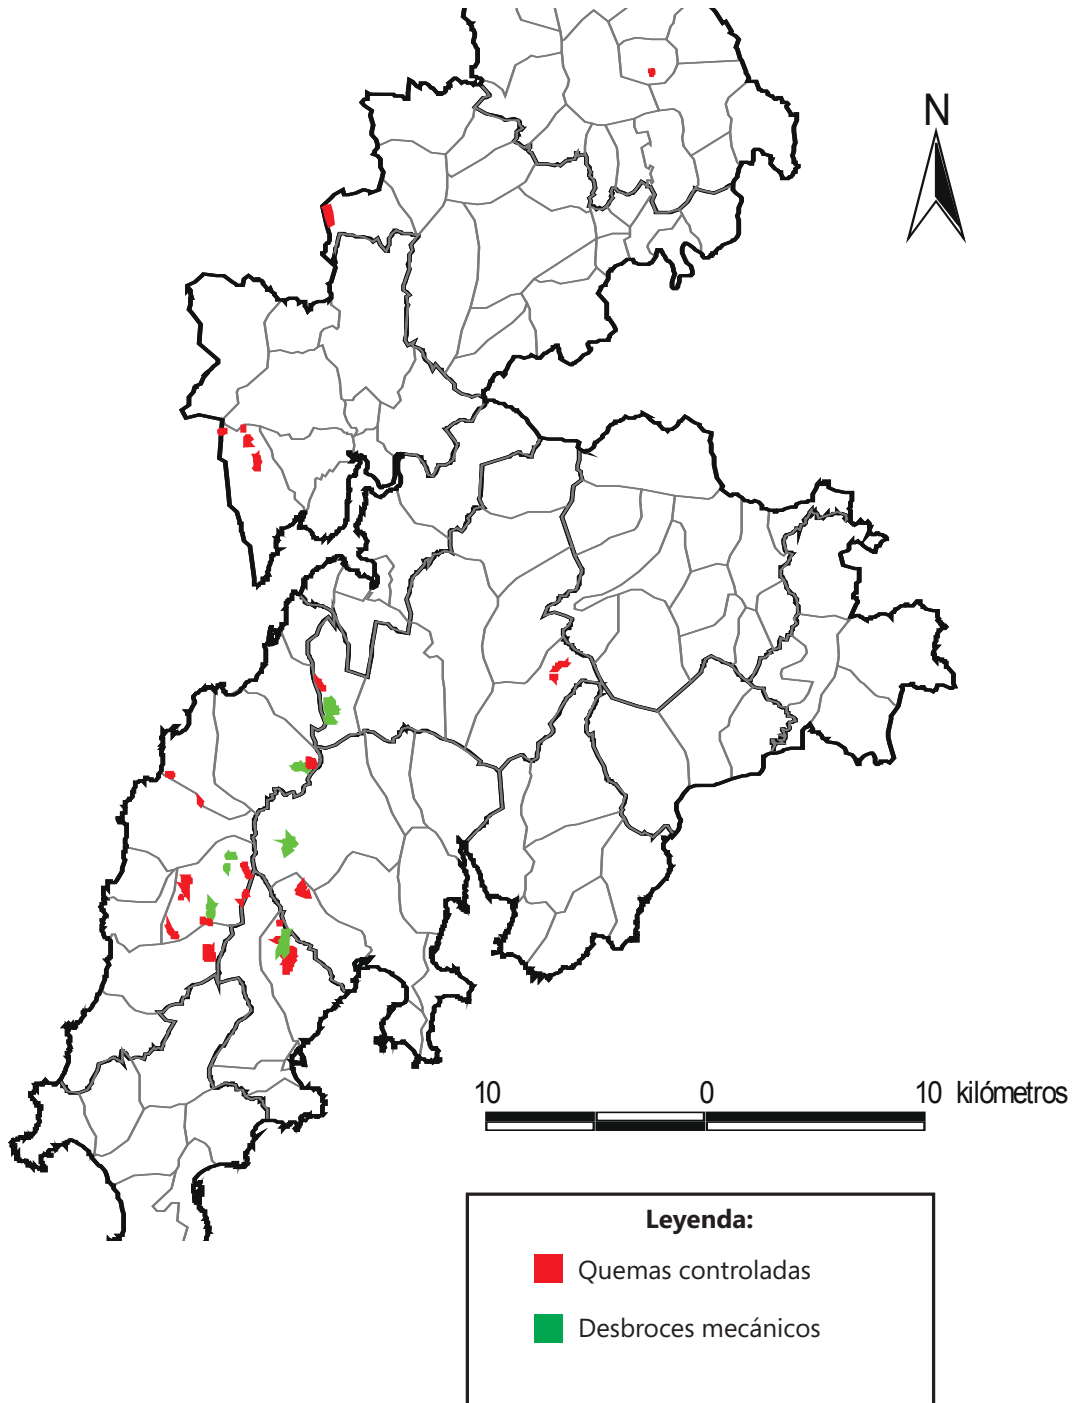 N
10 0 10 kilómetros
Leyenda:
Quemas controladas
Desbroces mecánicos